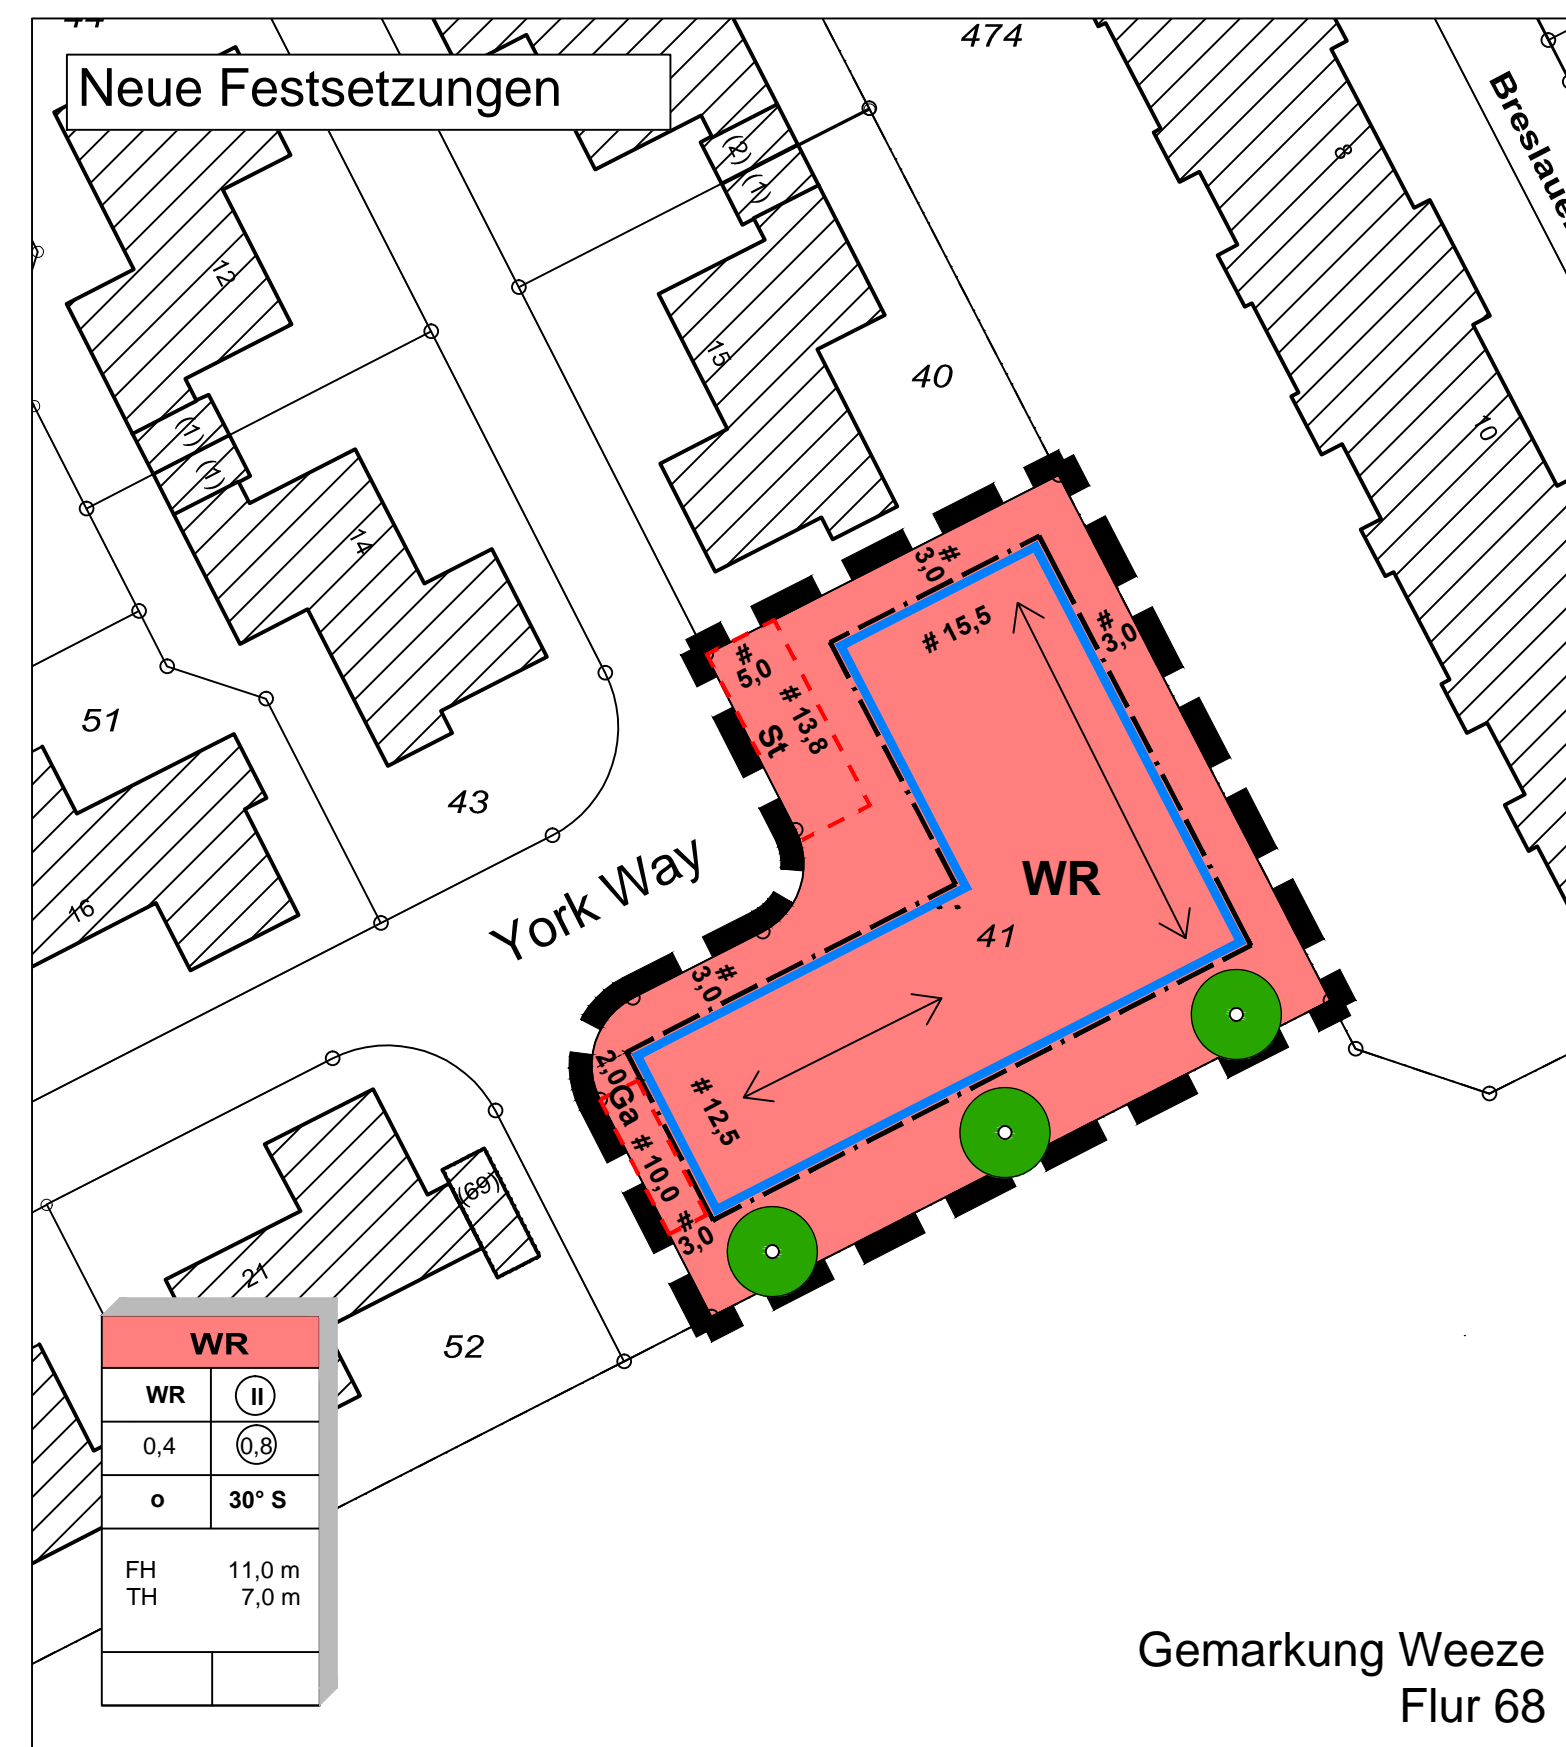 44
474
Neue Festsetzungen
Breslaue
8
(2)
(1)
12
15
40
10
(1)
(1)
14
# 3,0
# 15,5
# 3,0
# 5,0
# 13,8
St
51
43
York Way
WR
41
16
# 3,0
2,0
Ga
# 12,5
# 10,0
# 3,0
(69)
21
52
WR
WR II
0,4 0,8
o 30° S
FH 11,0 m
TH 7,0 m
Gemarkung Weeze
Flur 68